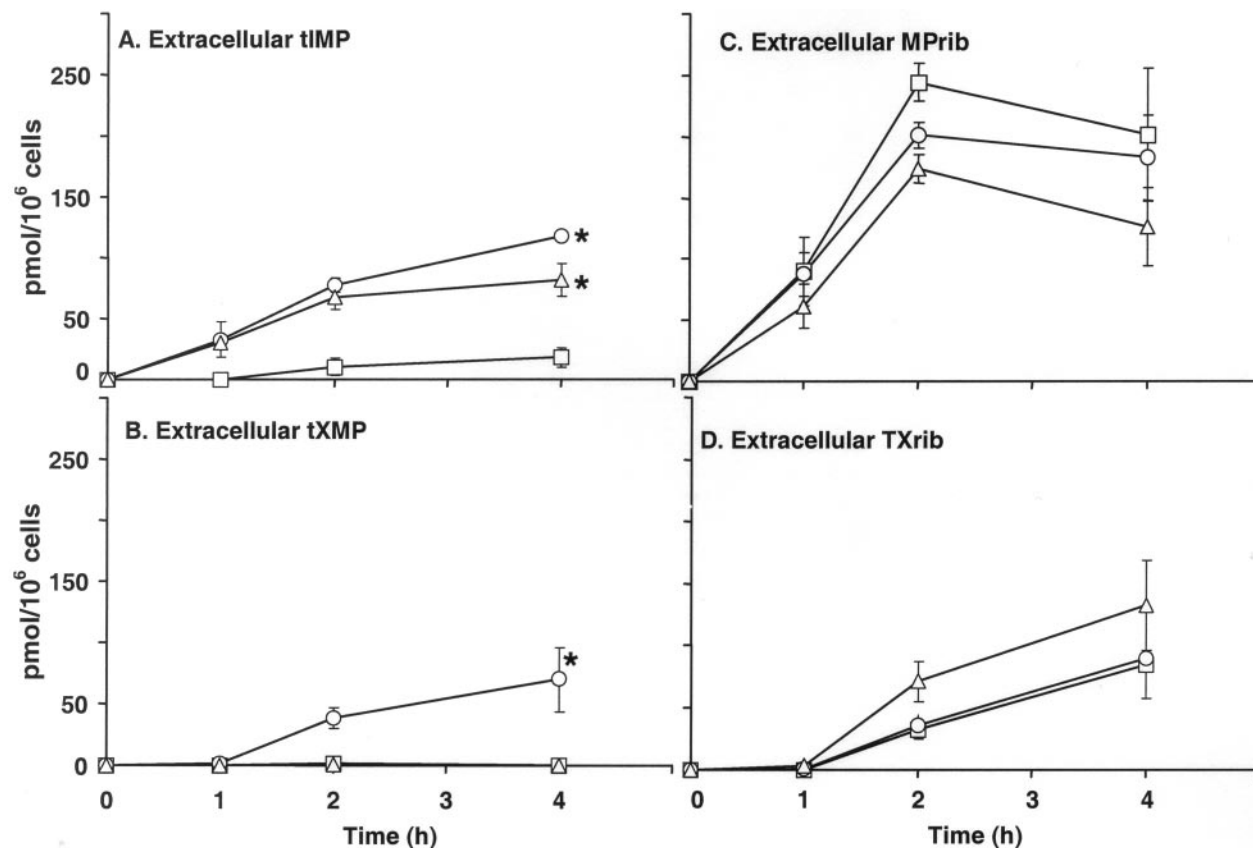 A. Extracellular tIMP
250
150
50
0
pmol/10⁶ cells
*
*
C. Extracellular MPrib
B. Extracellular tXMP
250
150
50
0
pmol/10⁶ cells
*
0 1 2 3 4
Time (h)
D. Extracellular TXrib
0 1 2 3 4
Time (h)